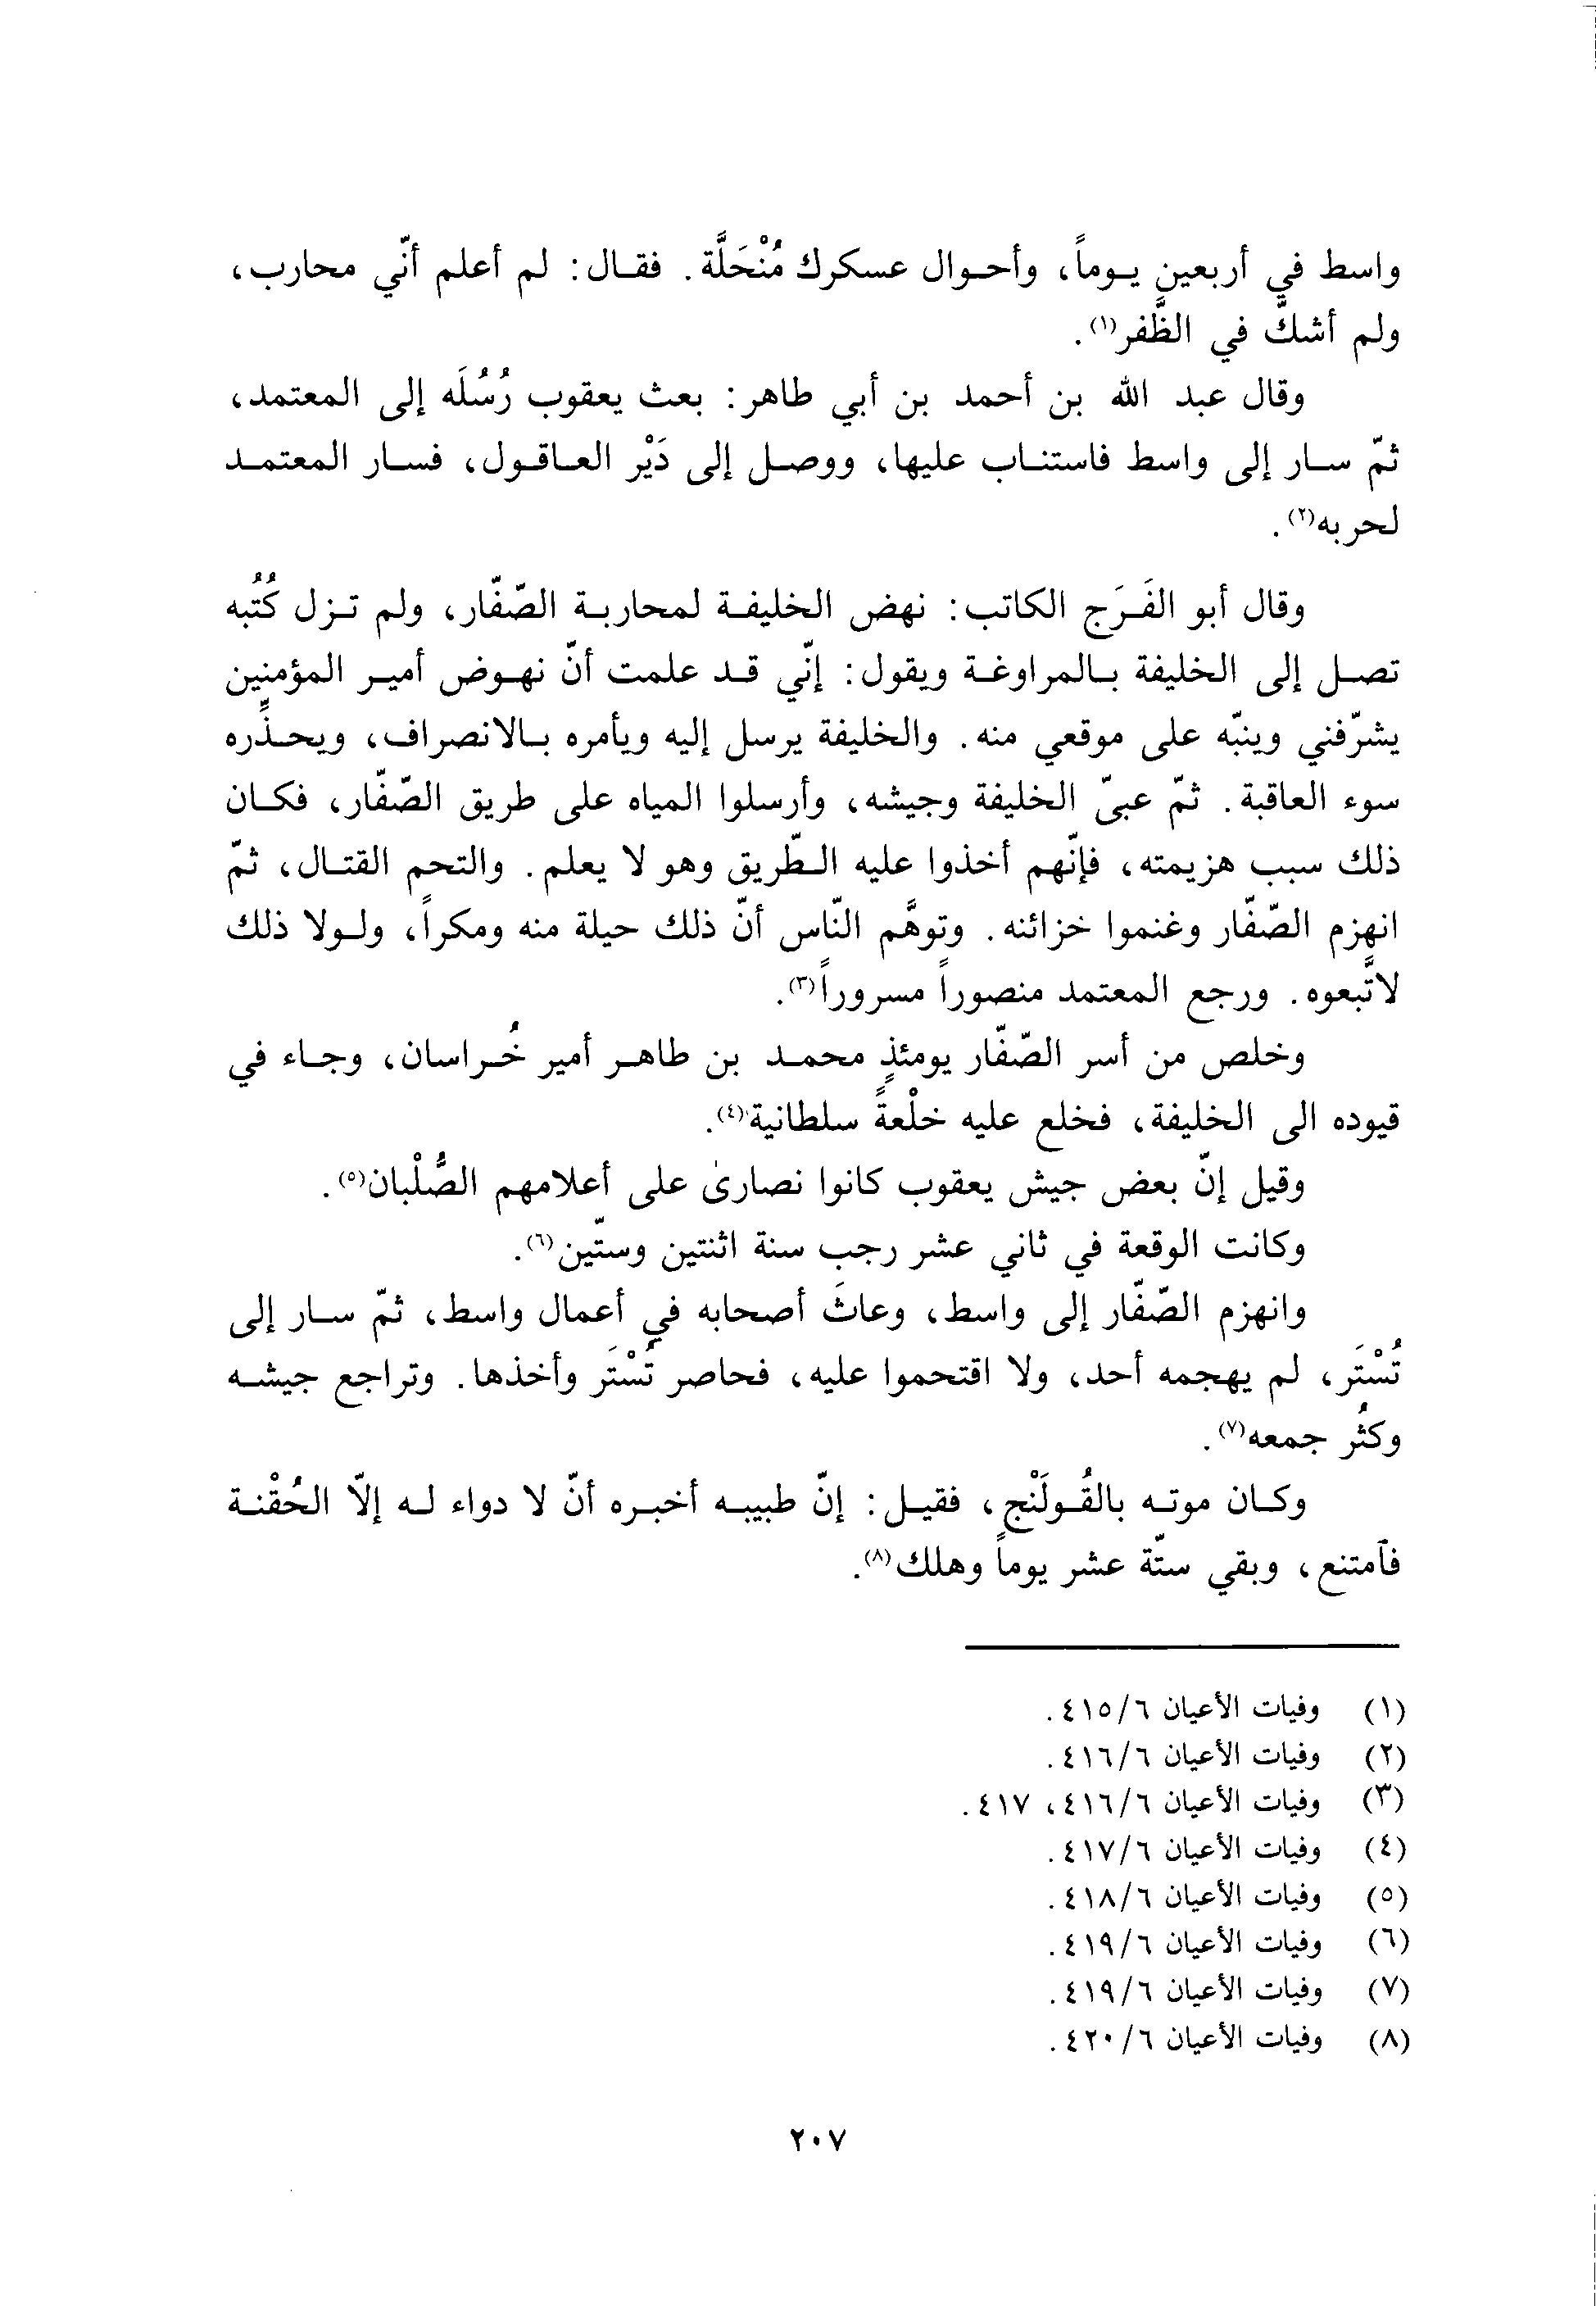 واسط في أربعين يوماً، وأحوال عسكرك مُنْحَلَّة. فقال: لم أعلم أنّي محارب،
ولم أشكّ في الظَّفر(١).
وقال عبد الله بن أحمد بن أبي طاهر: بعث يعقوب رُسُلَه إلى المعتمد،
ثمّ سار إلى واسط فاستناب عليها، ووصل إلى دَيْر العاقول، فسار المعتمد
لحربه(٢).
وقال أبو الفَرَج الكاتب: نهض الخليفة لمحاربة الصّفّار، ولم تزل كُتُبه
تصل إلى الخليفة بالمراوغة ويقول: إنّي قد علمت أنّ نهوض أمير المؤمنين
يشرّفني وينبّه على موقعي منه. والخليفة يرسل إليه ويأمره بالانصراف، ويحذِّره
سوء العاقبة. ثمّ عبىّ الخليفة وجيشه، وأرسلوا المياه على طريق الصّفّار، فكان
ذلك سبب هزيمته، فإنّهم أخذوا عليه الطّريق وهو لا يعلم. والتحم القتال، ثمّ
انهزم الصّفّار وغنموا خزائنه. وتوهَّم النّاس أنّ ذلك حيلة منه ومكراً، ولولا ذلك
لاتَّبعوه. ورجع المعتمد منصوراً مسروراً(٣).
وخلص من أسر الصّفّار يومئذٍ محمد بن طاهر أمير خُراسان، وجاء في
قيوده الى الخليفة، فخلع عليه خلْعةً سلطانية(٤).
وقيل إنّ بعض جيش يعقوب كانوا نصارىٰ على أعلامهم الصُّلْبان(٥).
وكانت الوقعة في ثاني عشر رجب سنة اثنتين وستّين(٦).
وانهزم الصّفّار إلى واسط، وعاثَ أصحابه في أعمال واسط، ثمّ سار إلى
تُسْتَر، لم يهجمه أحد، ولا اقتحموا عليه، فحاصر تُسْتَر وأخذها. وتراجع جيشه
وكثُر جمعه(٧).
وكان موته بالقُولَنْج، فقيل: إنّ طبيبه أخبره أنّ لا دواء له إلّا الحُقْنة
فآمتنع، وبقي ستّة عشر يوماً وهلك(٨).
(١) وفيات الأعيان ٤١٥/٦.
(٢) وفيات الأعيان ٤١٦/٦.
(٣) وفيات الأعيان ٤١٦/٦، ٤١٧.
(٤) وفيات الأعيان ٤١٧/٦.
(٥) وفيات الأعيان ٤١٨/٦.
(٦) وفيات الأعيان ٤١٩/٦.
(٧) وفيات الأعيان ٤١٩/٦.
(٨) وفيات الأعيان ٤٢٠/٦.
٢٠٧